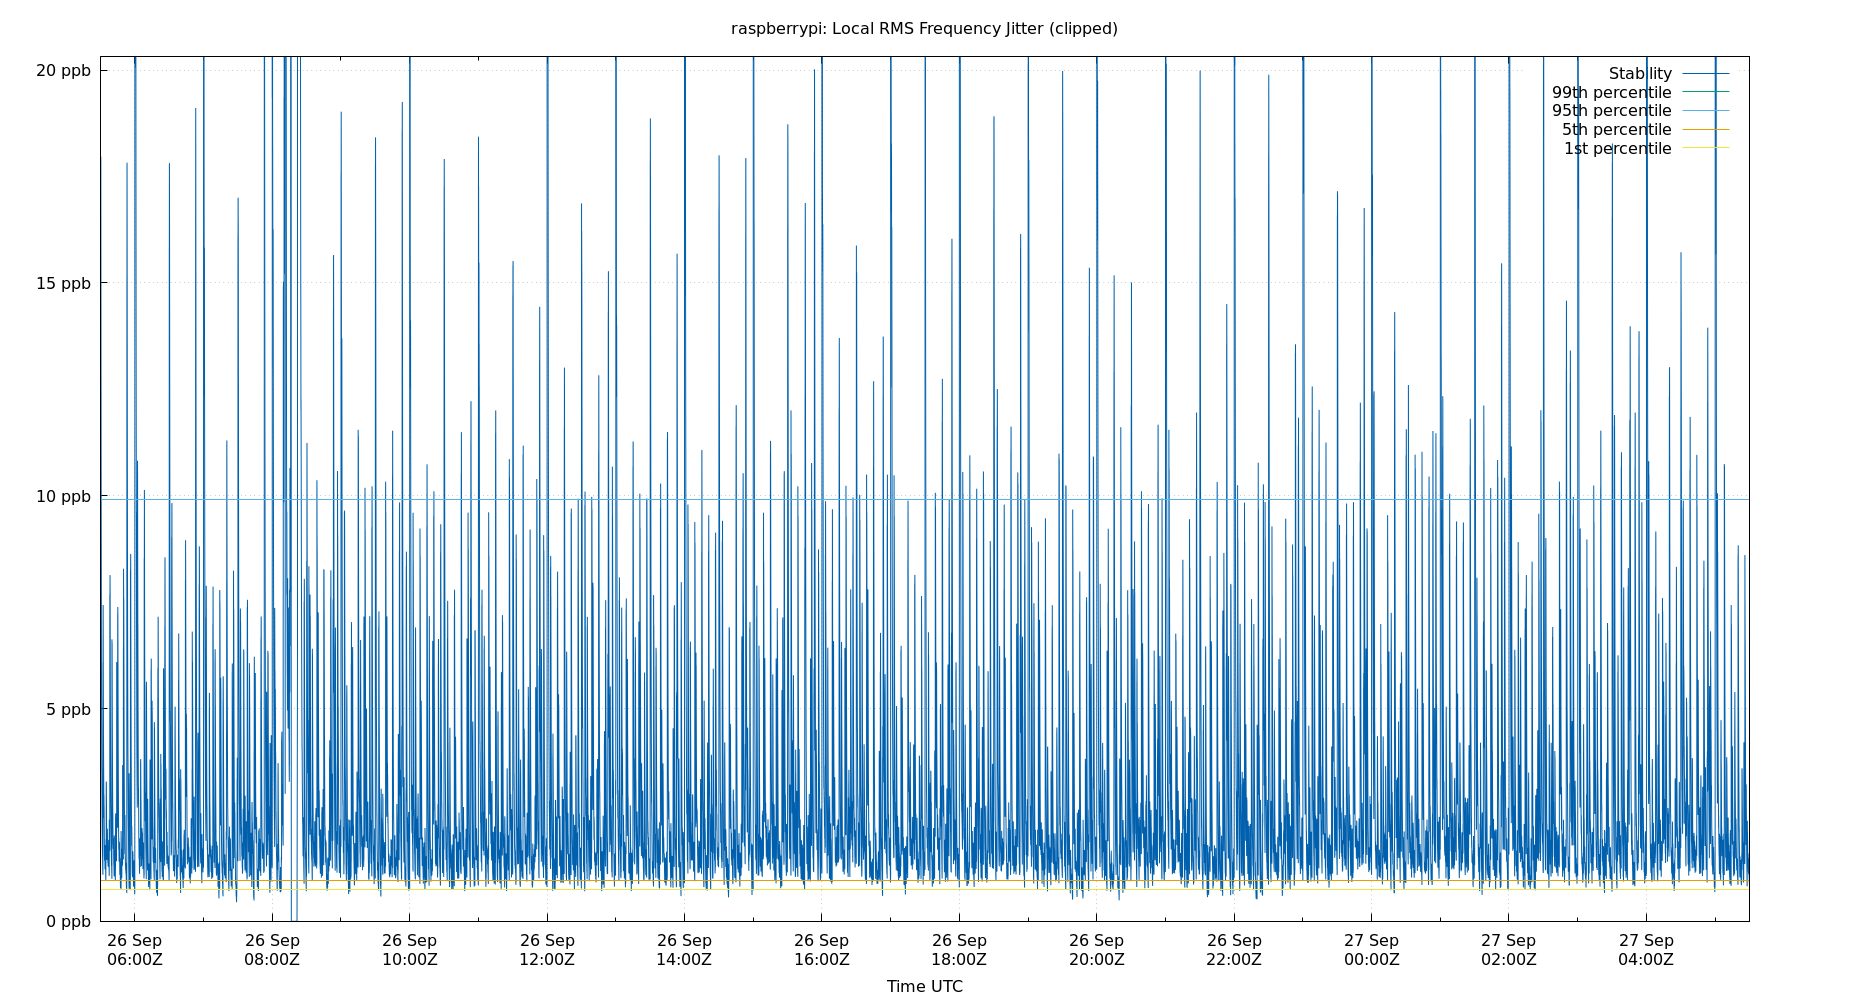 raspberrypi: Local RMS Frequency Jitter (clipped)
20 ppb
15 ppb
10 ppb
5 ppb
0 ppb
Stability
99th percentile
95th percentile
5th percentile
1st percentile
26 Sep 26 Sep 26 Sep 26 Sep 26 Sep 26 Sep 26 Sep 26 Sep 26 Sep 27 Sep 27 Sep 27 Sep
06:00Z 08:00Z 10:00Z 12:00Z 14:00Z 16:00Z 18:00Z 20:00Z 22:00Z 00:00Z 02:00Z 04:00Z
Time UTC